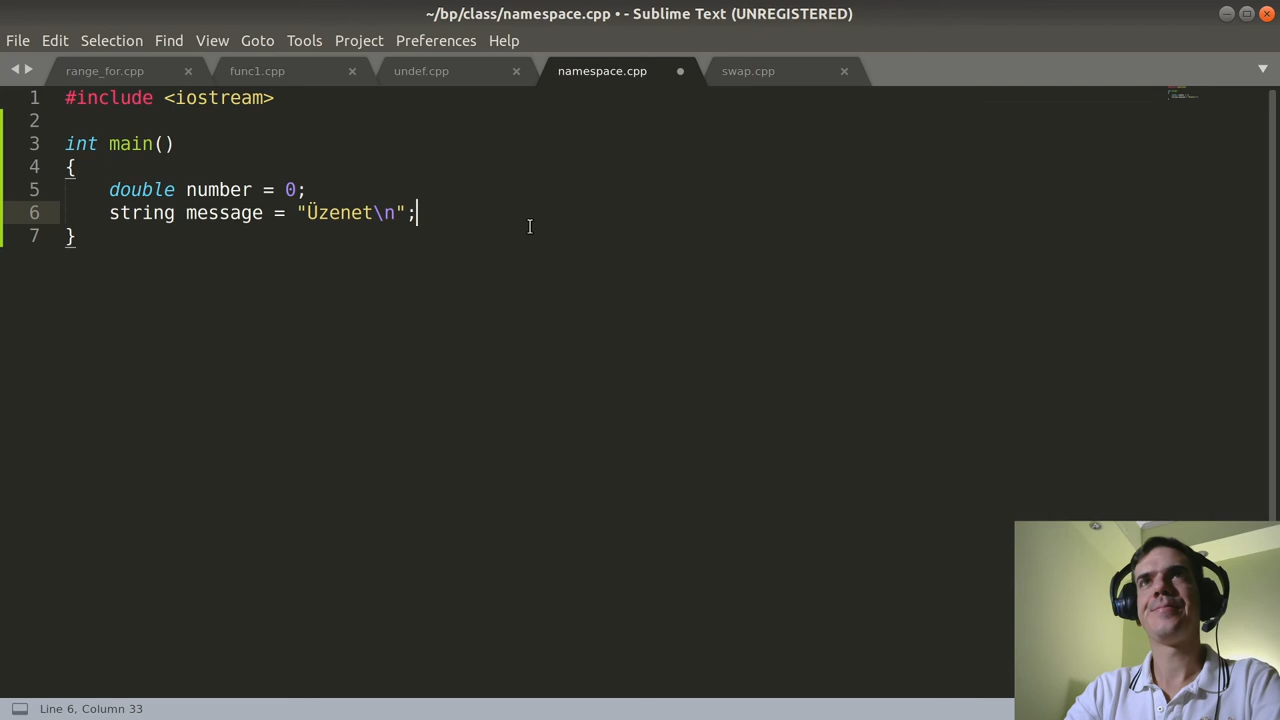 ~/bp/class/namespace.cpp • - Sublime Text (UNREGISTERED)
File Edit Selection Find View Goto Tools Project Preferences Help
range_for.cpp func1.cpp undef.cpp namespace.cpp swap.cpp
1 #include <iostream>
2
3 int main()
4 {
5 double number = 0;
6 string message = "Üzenet\n";
7 }
Line 6, Column 33